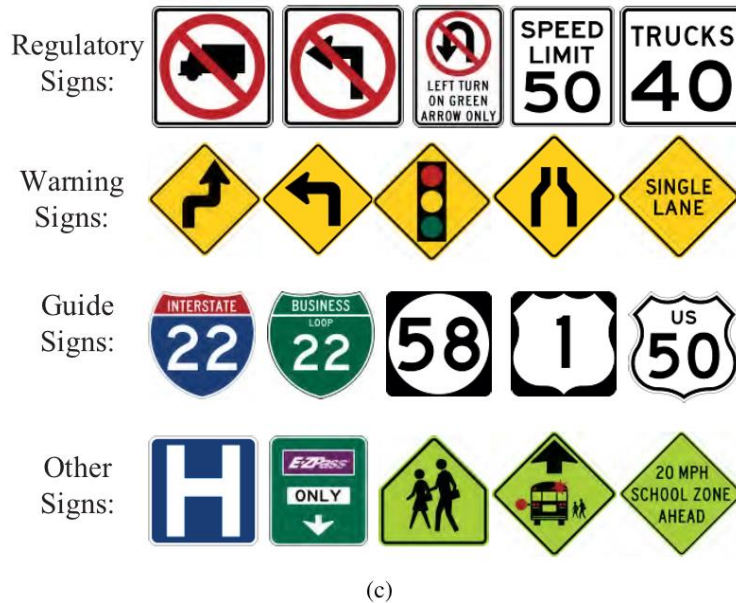 Regulatory
Signs:
LEFT TURN
ON GREEN
ARROW ONLY
SPEED
LIMIT
50
TRUCKS
40
Warning
Signs:
SINGLE
LANE
Guide
Signs:
INTERSTATE
22
BUSINESS
LOOP
22
58
1
US
50
Other
Signs:
H
E-ZPass
ONLY
20 MPH
SCHOOL ZONE
AHEAD
(c)